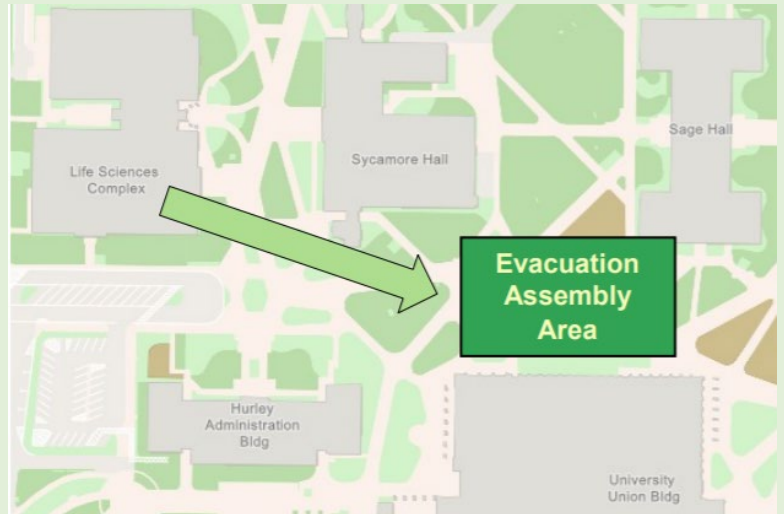 Life Sciences
Complex
Sycamore Hall
Sage Hall
Evacuation
Assembly
Area
Hurley
Administration
Bldg
University
Union Bldg